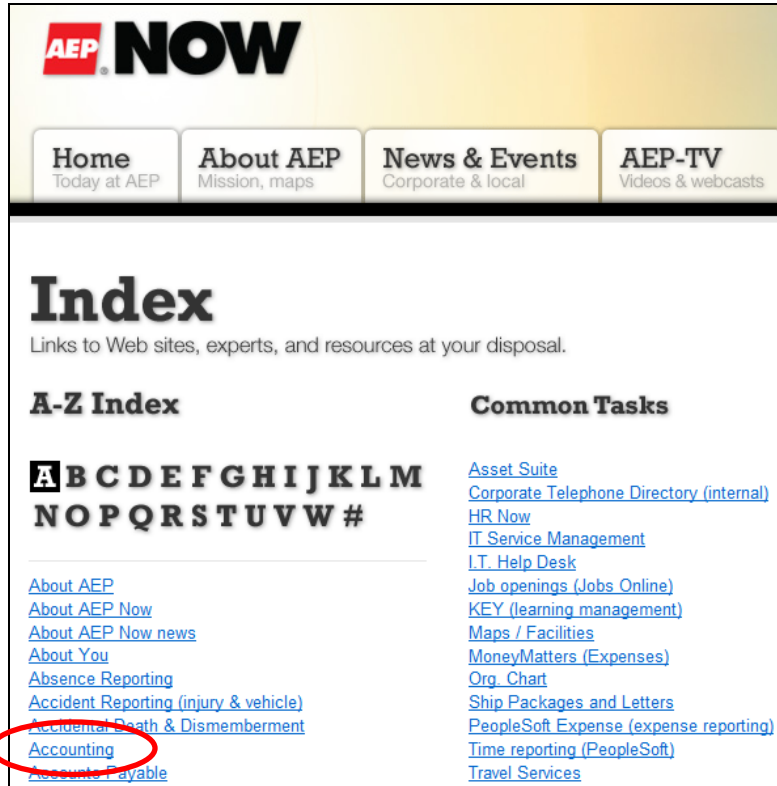 AEP® NOW
Home
Today at AEP
About AEP
Mission, maps
News & Events
Corporate & local
AEP-TV
Videos & webcasts
Index
Links to Web sites, experts, and resources at your disposal.
A-Z Index
A B C D E F G H I J K L M
N O P Q R S T U V W #
About AEP
About AEP Now
About AEP Now news
About You
Absence Reporting
Accident Reporting (injury & vehicle)
Accidental Death & Dismemberment
Accounting
Accounts Payable
Common Tasks
Asset Suite
Corporate Telephone Directory (internal)
HR Now
IT Service Management
I.T. Help Desk
Job openings (Jobs Online)
KEY (learning management)
Maps / Facilities
MoneyMatters (Expenses)
Org. Chart
Ship Packages and Letters
PeopleSoft Expense (expense reporting)
Time reporting (PeopleSoft)
Travel Services